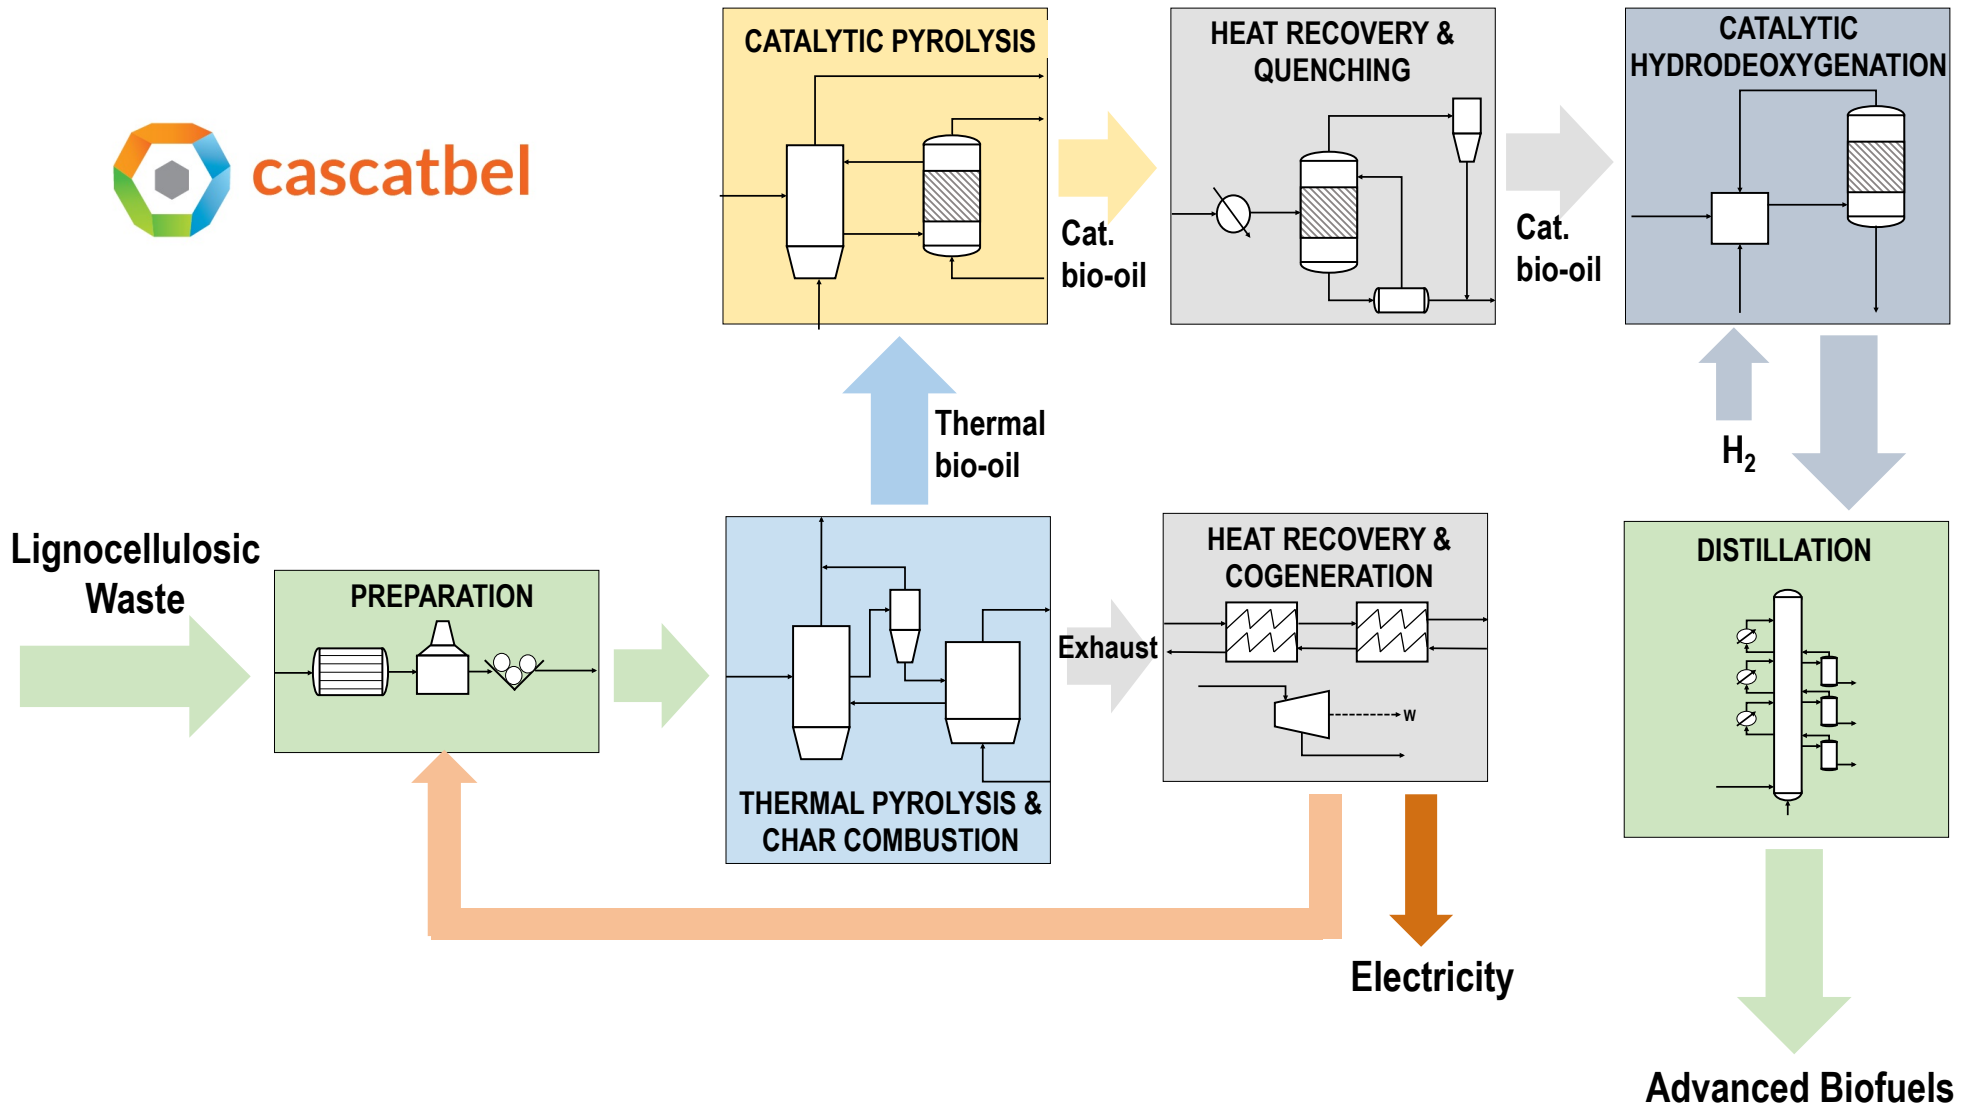 cascatbel
CATALYTIC PYROLYSIS
Cat.
bio-oil
HEAT RECOVERY &
QUENCHING
Cat.
bio-oil
CATALYTIC
HYDRODEOXYGENATION
Thermal
bio-oil
H2
Lignocellulosic
Waste
PREPARATION
THERMAL PYROLYSIS &
CHAR COMBUSTION
Exhaust
HEAT RECOVERY &
COGENERATION
W
DISTILLATION
Electricity
Advanced Biofuels